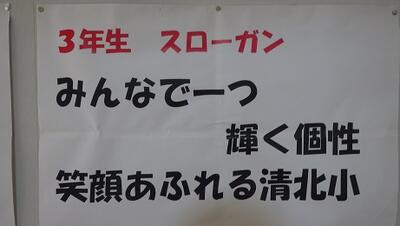 3年生 スローガン
みんなで一つ
輝く個性
笑顔あふれる清北小